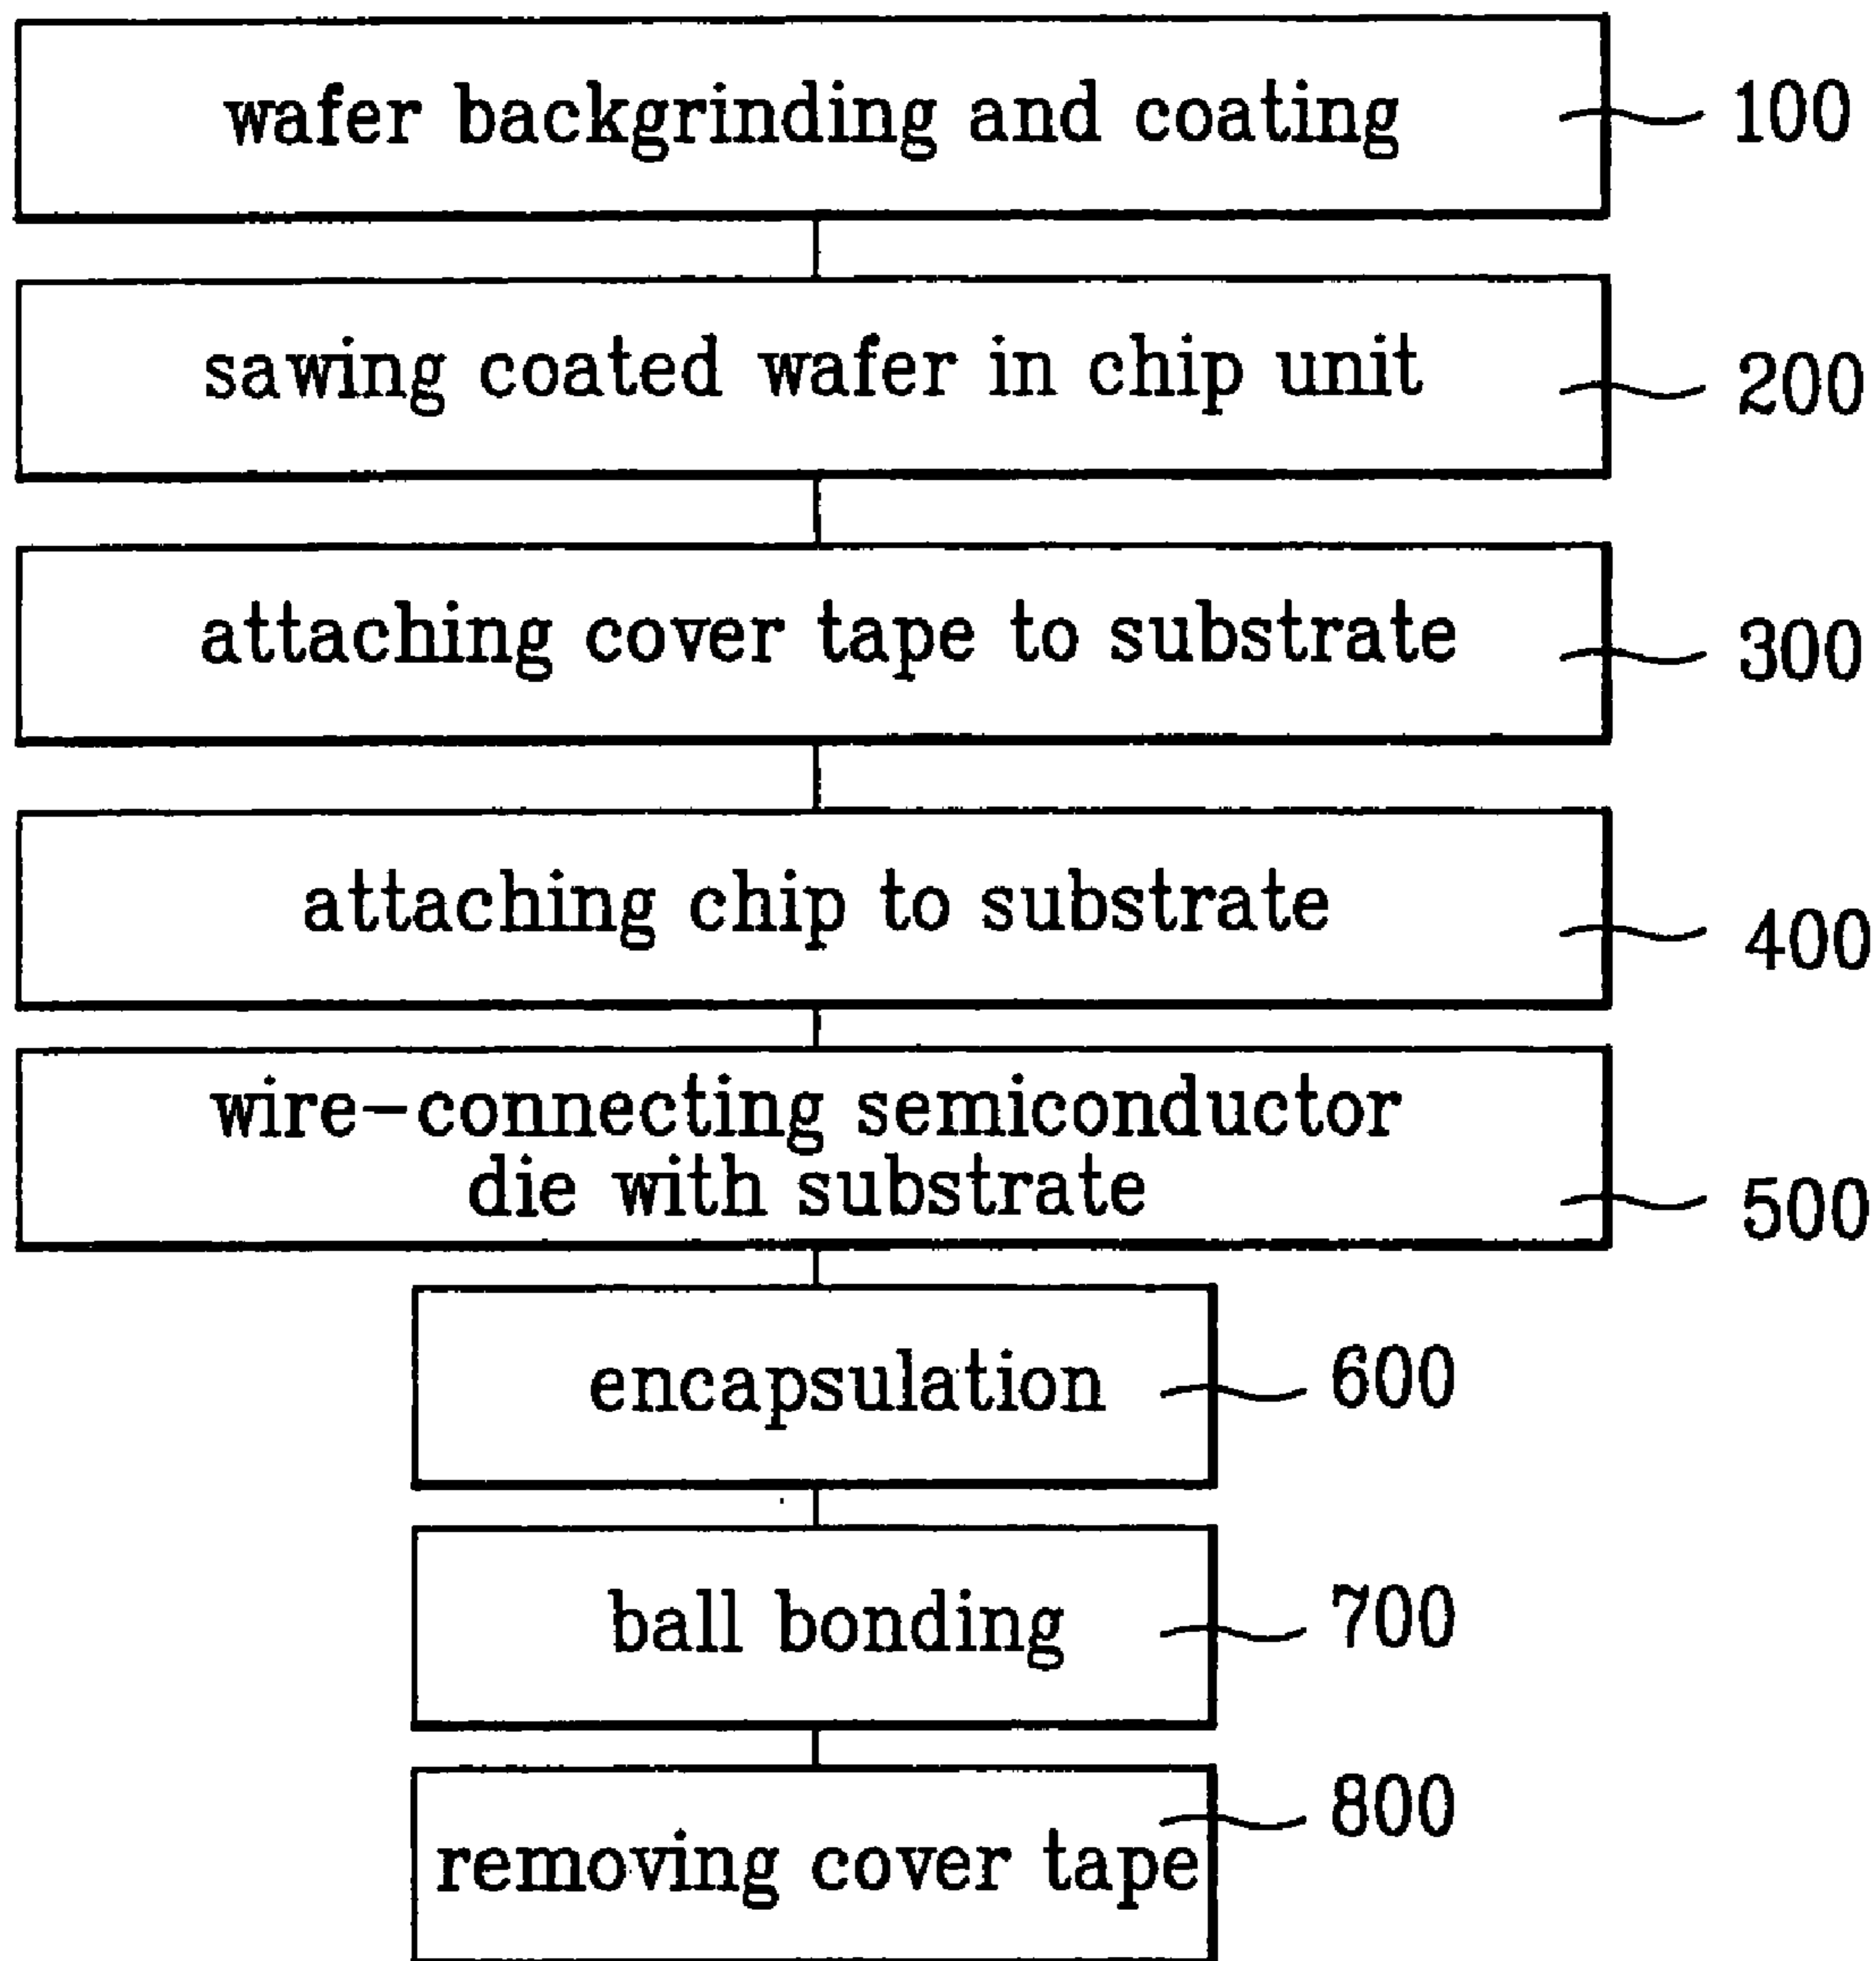 wafer backgrinding and coating 100
sawing coated wafer in chip unit 200
attaching cover tape to substrate 300
attaching chip to substrate 400
wire-connecting semiconductor
die with substrate 500
encapsulation 600
ball bonding 700
800
removing cover tape